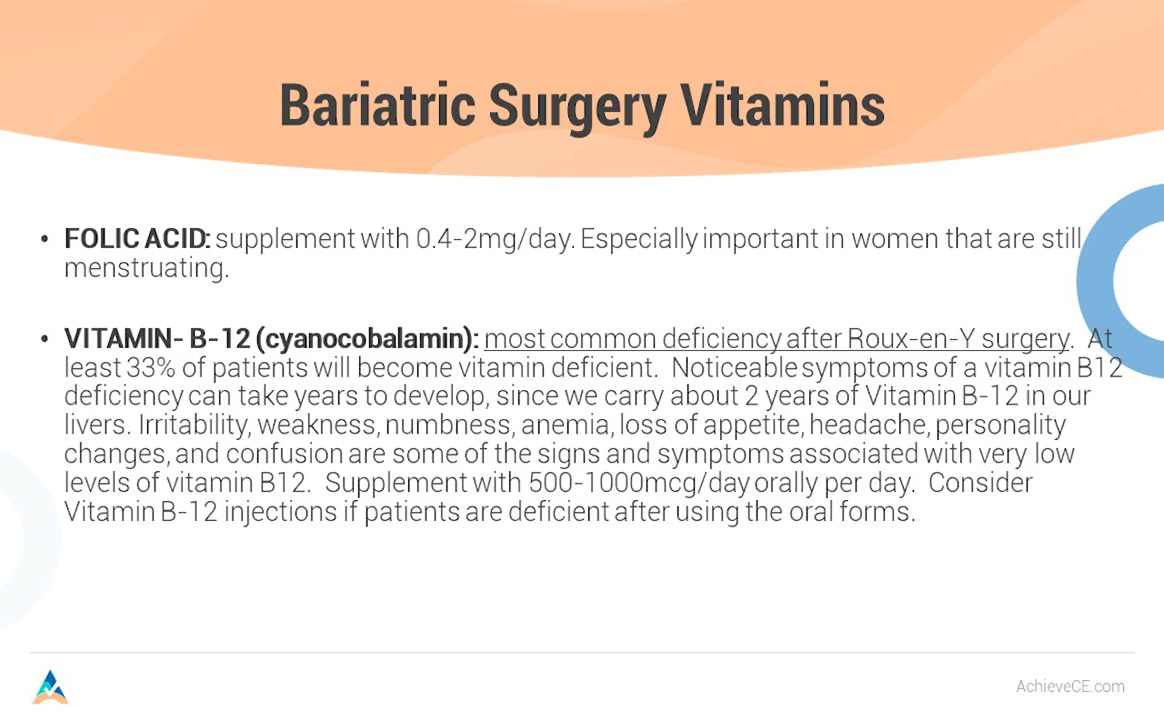 Bariatric Surgery Vitamins
• FOLIC ACID: supplement with 0.4-2mg/day. Especially important in women that are still
menstruating.
• VITAMIN- B-12 (cyanocobalamin): most common deficiency after Roux-en-Y surgery. At
least 33% of patients will become vitamin deficient. Noticeable symptoms of a vitamin B12
deficiency can take years to develop, since we carry about 2 years of Vitamin B-12 in our
livers. Irritability, weakness, numbness, anemia, loss of appetite, headache, personality
changes, and confusion are some of the signs and symptoms associated with very low
levels of vitamin B12. Supplement with 500-1000mcg/day orally per day. Consider
Vitamin B-12 injections if patients are deficient after using the oral forms.
AchieveCE.com